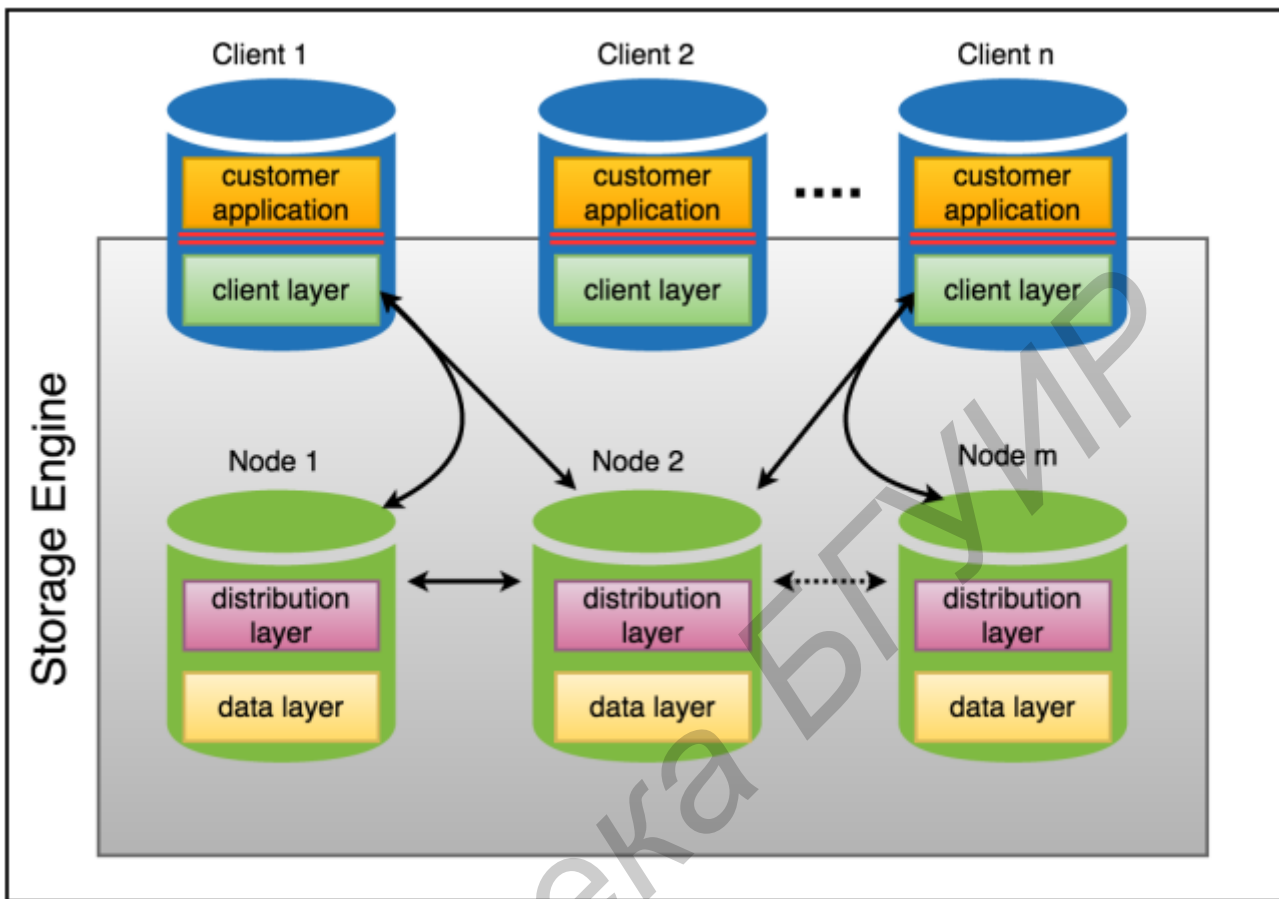 Client 1
Client 2
Client n
customer
application
customer
application
....
customer
application
client layer
client layer
client layer
Storage Engine
Node 1
Node 2
Node m
distribution
layer
distribution
layer
distribution
layer
data layer
data layer
data layer
ека БГУИР